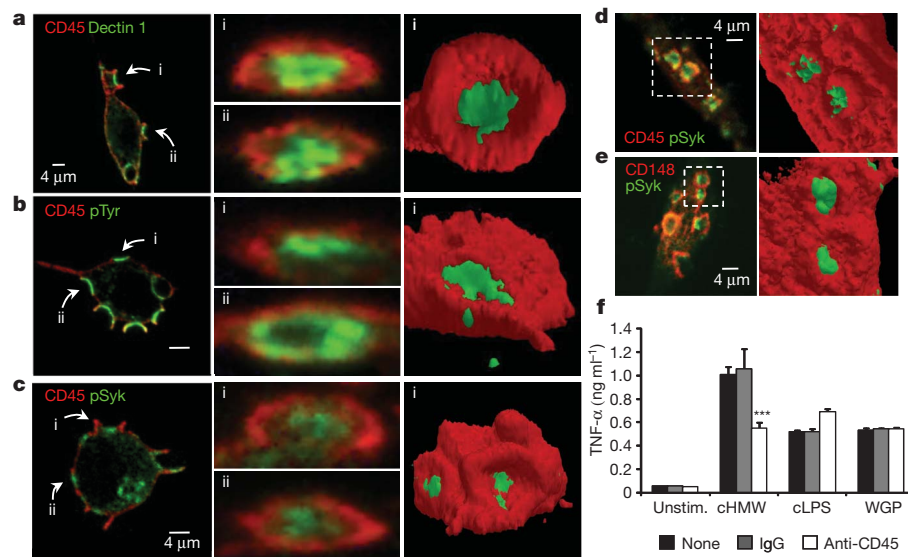 a
CD45 Dectin 1
i
ii
4 μm
i
ii
i
b
CD45 pTyr
i
ii
i
ii
i
c
CD45 pSyk
i
ii
4 μm
i
ii
i
d
4 μm
CD45 pSyk
e
CD148
pSyk
4 μm
f
TNF-α (ng ml⁻¹)
1.4
1.2
1.0
0.8
0.6
0.4
0.2
0
***
Unstim. cHMW cLPS WGP
None IgG Anti-CD45